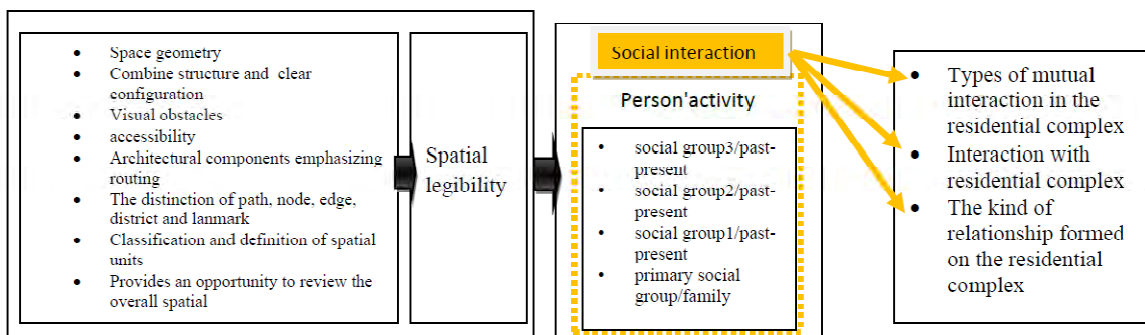 • Space geometry
• Combine structure and clear
configuration
• Visual obstacles
• accessibility
• Architectural components emphasizing
routing
• The distinction of path, node, edge,
district and lanmark
• Classification and definition of spatial
units
• Provides an opportunity to review the
overall spatial
Spatial
legibility
Social interaction
Person'activity
• social group3/past-
present
• social group2/past-
present
• social group1/past-
present
• primary social
group/family
• Types of mutual
interaction in the
residential complex
• Interaction with
residential complex
• The kind of
relationship formed
on the residential
complex